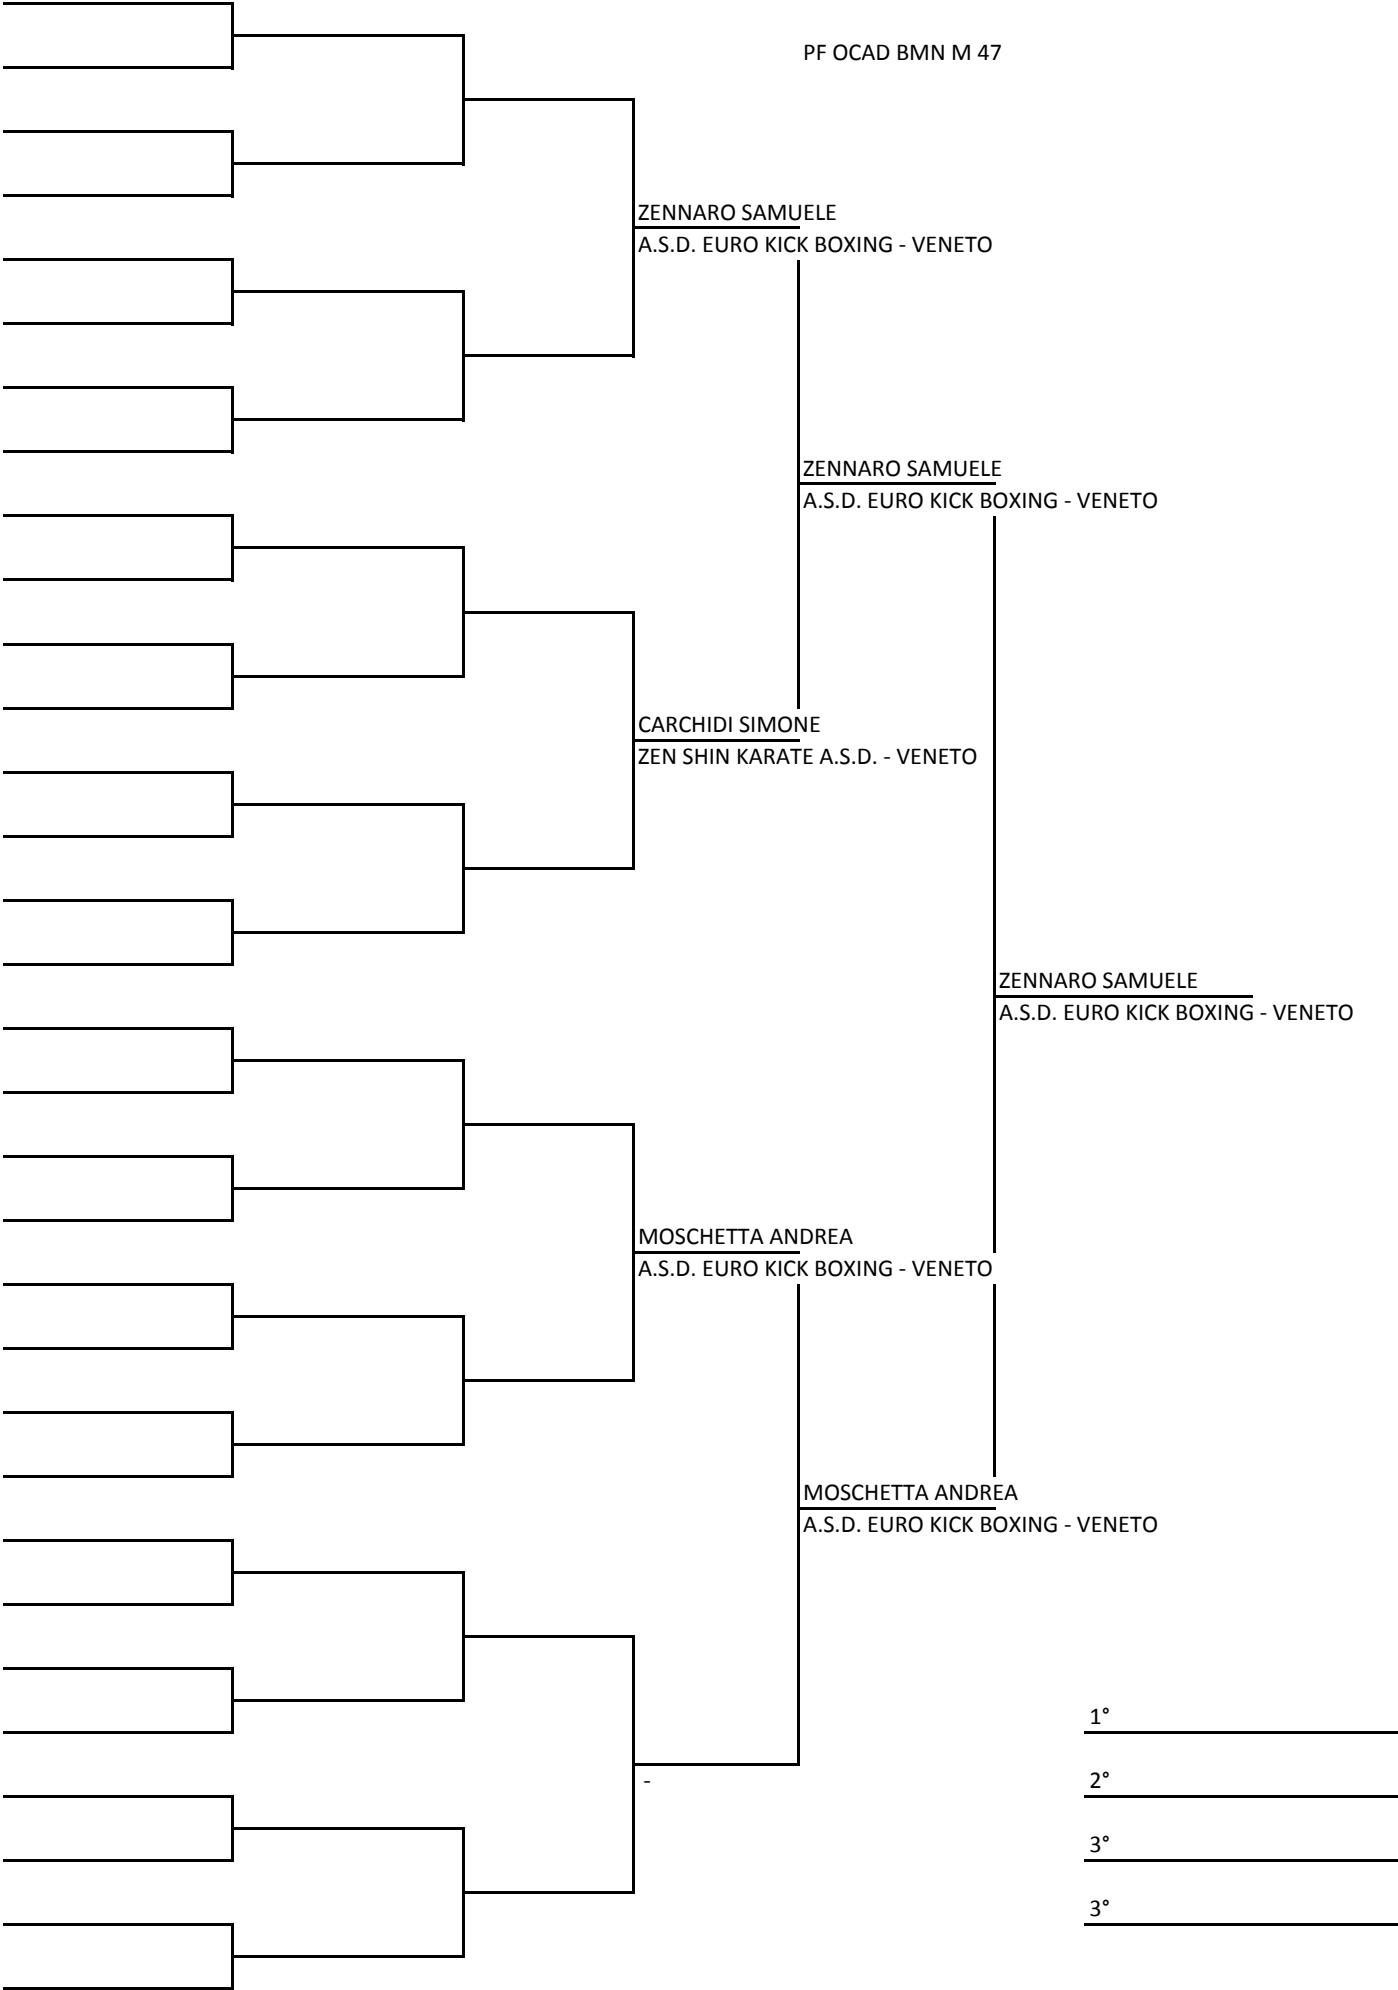 PF OCAD BMN M 47
ZENNARO SAMUELE
A.S.D. EURO KICK BOXING - VENETO
ZENNARO SAMUELE
A.S.D. EURO KICK BOXING - VENETO
CARCHIDI SIMONE
ZEN SHIN KARATE A.S.D. - VENETO
ZENNARO SAMUELE
A.S.D. EURO KICK BOXING - VENETO
MOSCHETTA ANDREA
A.S.D. EURO KICK BOXING - VENETO
MOSCHETTA ANDREA
A.S.D. EURO KICK BOXING - VENETO
1°
-
2°
3°
3°